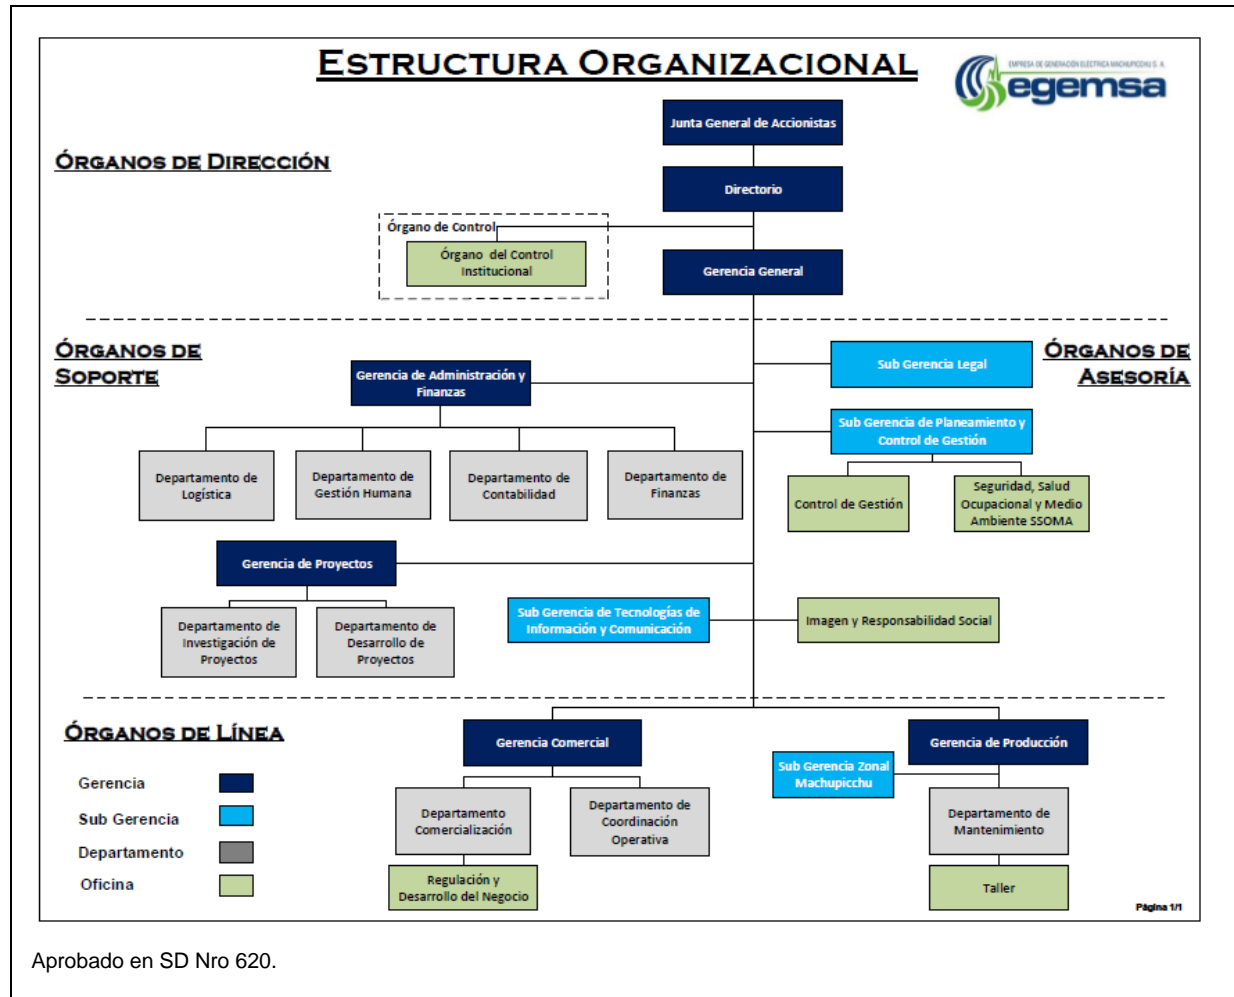 ESTRUCTURA ORGANIZACIONAL
EMPRESA DE GENERACIÓN ELÉCTRICA MACHUPICCHU S. A.
egemsa
Junta General de Accionistas
ÓRGANOS DE DIRECCIÓN
Directorio
Órgano de Control
Órgano del Control
Institucional
Gerencia General
ÓRGANOS DE
SOPORTE
ÓRGANOS DE
ASESORÍA
Sub Gerencia Legal
Gerencia de Administración y
Finanzas
Sub Gerencia de Planeamiento y
Control de Gestión
Departamento de
Logística
Departamento de
Gestión Humana
Departamento de
Contabilidad
Departamento de
Finanzas
Control de Gestión
Seguridad, Salud
Ocupacional y Medio
Ambiente SSOMA
Gerencia de Proyectos
Departamento de
Investigación de
Proyectos
Departamento de
Desarrollo de
Proyectos
Sub Gerencia de Tecnologías de
Información y Comunicación
Imagen y Responsabilidad Social
ÓRGANOS DE LÍNEA
Gerencia Comercial
Gerencia de Producción
Sub Gerencia Zonal
Machupicchu
Gerencia
Sub Gerencia
Departamento
Oficina
Departamento
Comercialización
Departamento de
Coordinación
Operativa
Departamento de
Mantenimiento
Regulación y
Desarrollo del Negocio
Taller
Página 1/1
Aprobado en SD Nro 620.